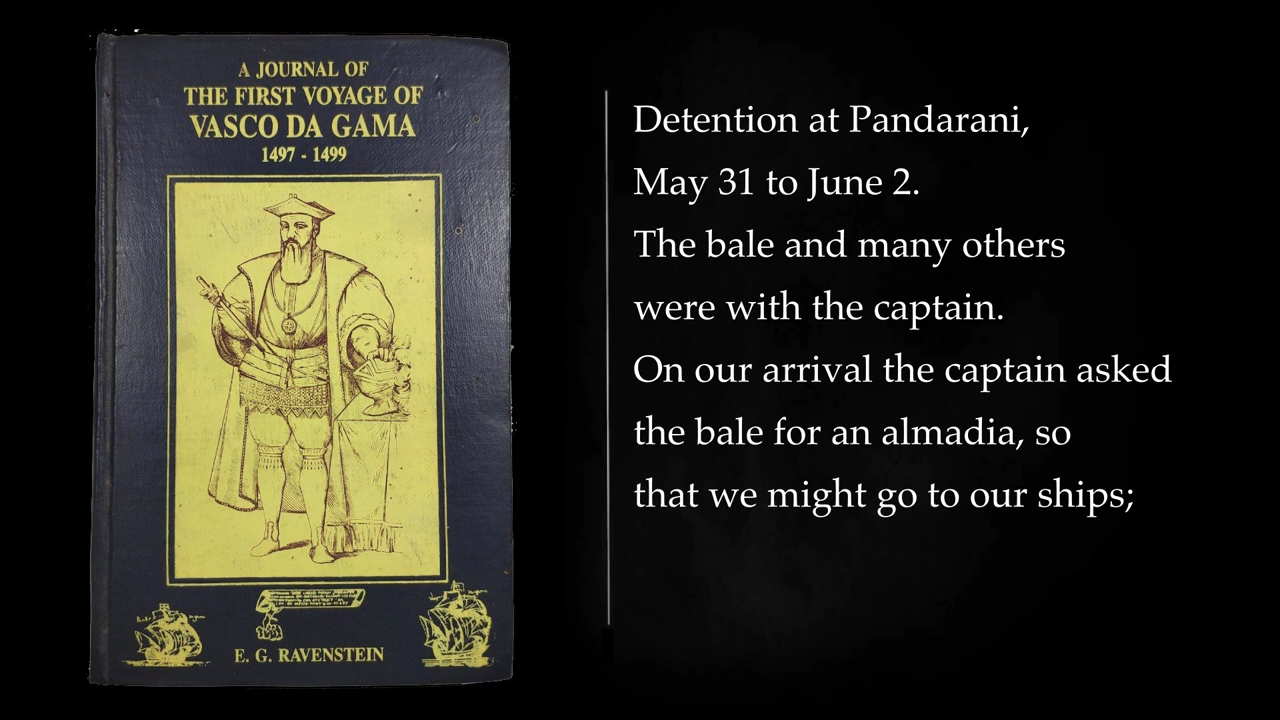 A JOURNAL OF
THE FIRST VOYAGE OF
VASCO DA GAMA
1497 - 1499
E. G. RAVENSTEIN
Detention at Pandarani,
May 31 to June 2.
The bale and many others
were with the captain.
On our arrival the captain asked
the bale for an almadia, so
that we might go to our ships;